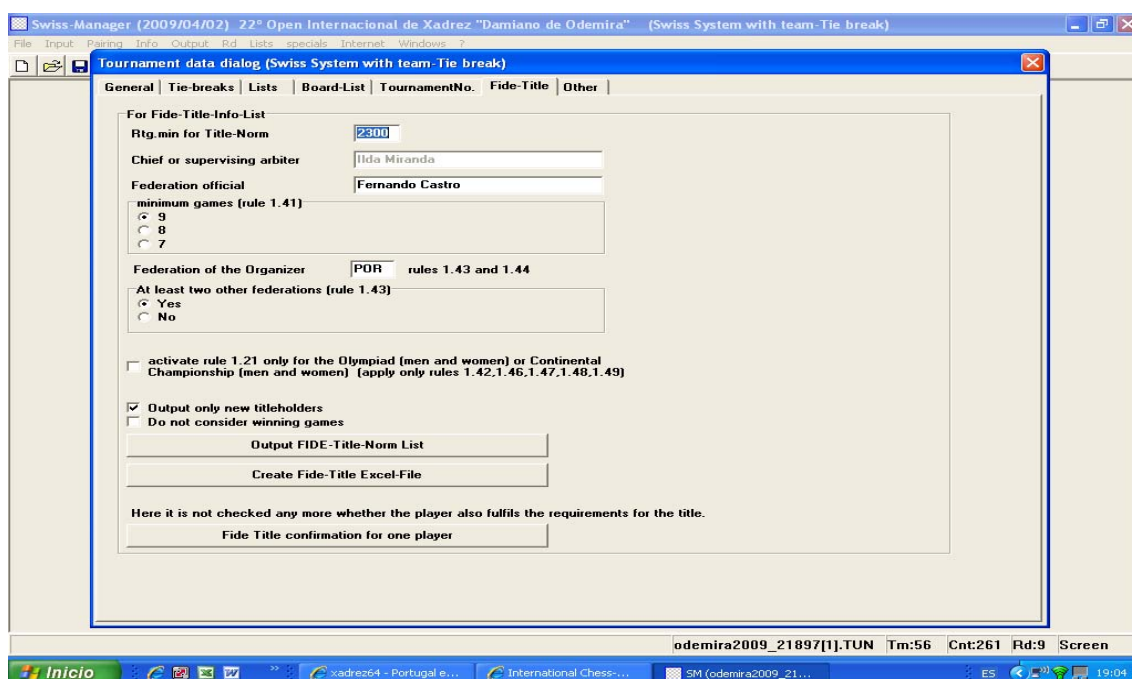 Swiss-Manager (2009/04/02) 22º Open Internacional de Xadrez "Damiano de Odemira" (Swiss System with team-Tie break)
File Input Pairing Info Output Rd Lists specials Internet Windows ?
Tournament data dialog (Swiss System with team-Tie break)
General Tie-breaks Lists Board-List TournamentNo. Fide-Title Other
For Fide-Title-Info-List
Rtg.min for Title-Norm 2300
Chief or supervising arbiter Ilda Miranda
Federation official Fernando Castro
minimum games (rule 1.41)
9
8
7
Federation of the Organizer POR rules 1.43 and 1.44
At least two other federations (rule 1.43)
Yes
No
activate rule 1.21 only for the Olympiad (men and women) or Continental
Championship (men and women) (apply only rules 1.42,1.46,1.47,1.48,1.49)
Output only new titleholders
Do not consider winning games
Output FIDE-Title-Norm List
Create Fide-Title Excel-File
Here it is not checked any more whether the player also fulfils the requirements for the title.
Fide Title confirmation for one player
odemira2009_21897[1].TUN Tm:56 Cnt:261 Rd:9 Screen
Inicio xadrez64 - Portugal e... International Chess-... SM (odemira2009_21... ES 19:04